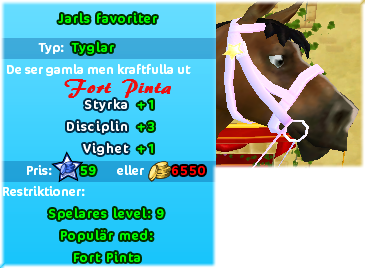 Jarls favoriter
Typ: Tyglar
De ser gamla men kraftfulla ut
Fort Pinta
Styrka +1
Disciplin +3
Vighet +1
Pris: 59 eller 6550
Restriktioner:
Spelares level: 9
Populär med:
Fort Pinta